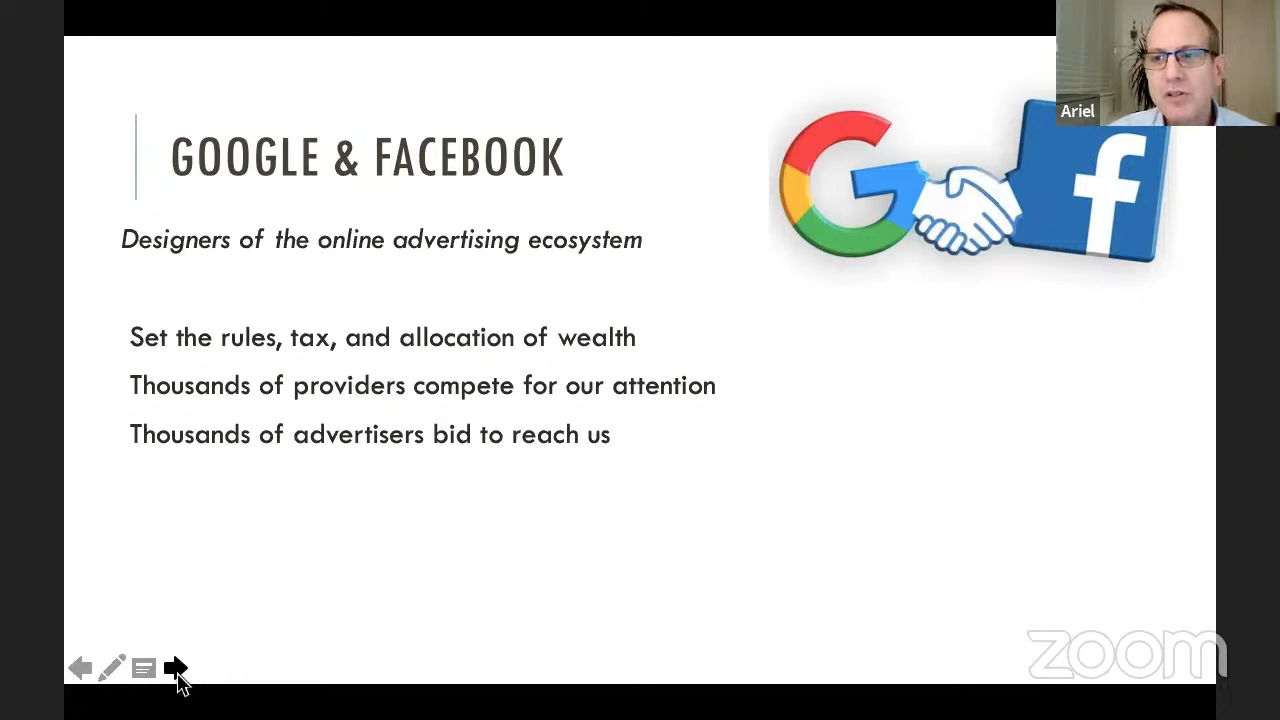 Ariel
GOOGLE & FACEBOOK
Designers of the online advertising ecosystem
Set the rules, tax, and allocation of wealth
Thousands of providers compete for our attention
Thousands of advertisers bid to reach us
G
f
zoom